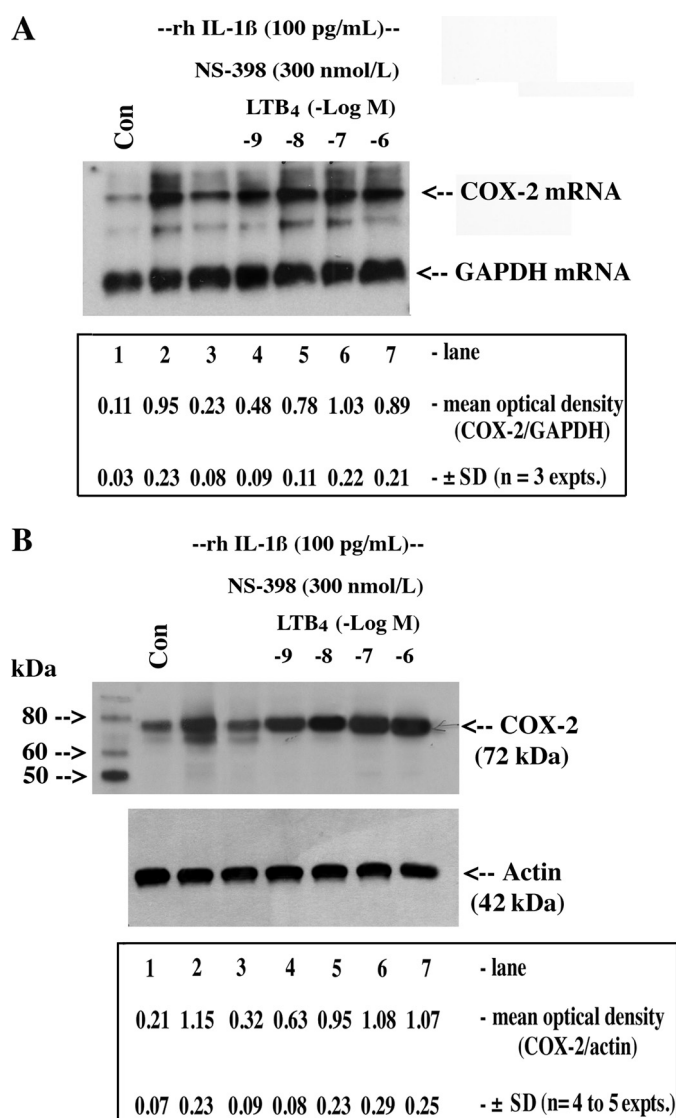 A
--rh IL-1ß (100 pg/mL)--
NS-398 (300 nmol/L)
LTB₄ (-Log M)
Con -9 -8 -7 -6
<-- COX-2 mRNA
<-- GAPDH mRNA
1 2 3 4 5 6 7 - lane
0.11 0.95 0.23 0.48 0.78 1.03 0.89 - mean optical density
(COX-2/GAPDH)
0.03 0.23 0.08 0.09 0.11 0.22 0.21 - ± SD (n = 3 expts.)
B
--rh IL-1ß (100 pg/mL)--
NS-398 (300 nmol/L)
LTB₄ (-Log M)
Con -9 -8 -7 -6
kDa
80 -->
60 -->
50 -->
<-- COX-2
(72 kDa)
<-- Actin
(42 kDa)
1 2 3 4 5 6 7 - lane
0.21 1.15 0.32 0.63 0.95 1.08 1.07 - mean optical density
(COX-2/actin)
0.07 0.23 0.09 0.08 0.23 0.29 0.25 - ± SD (n= 4 to 5 expts.)